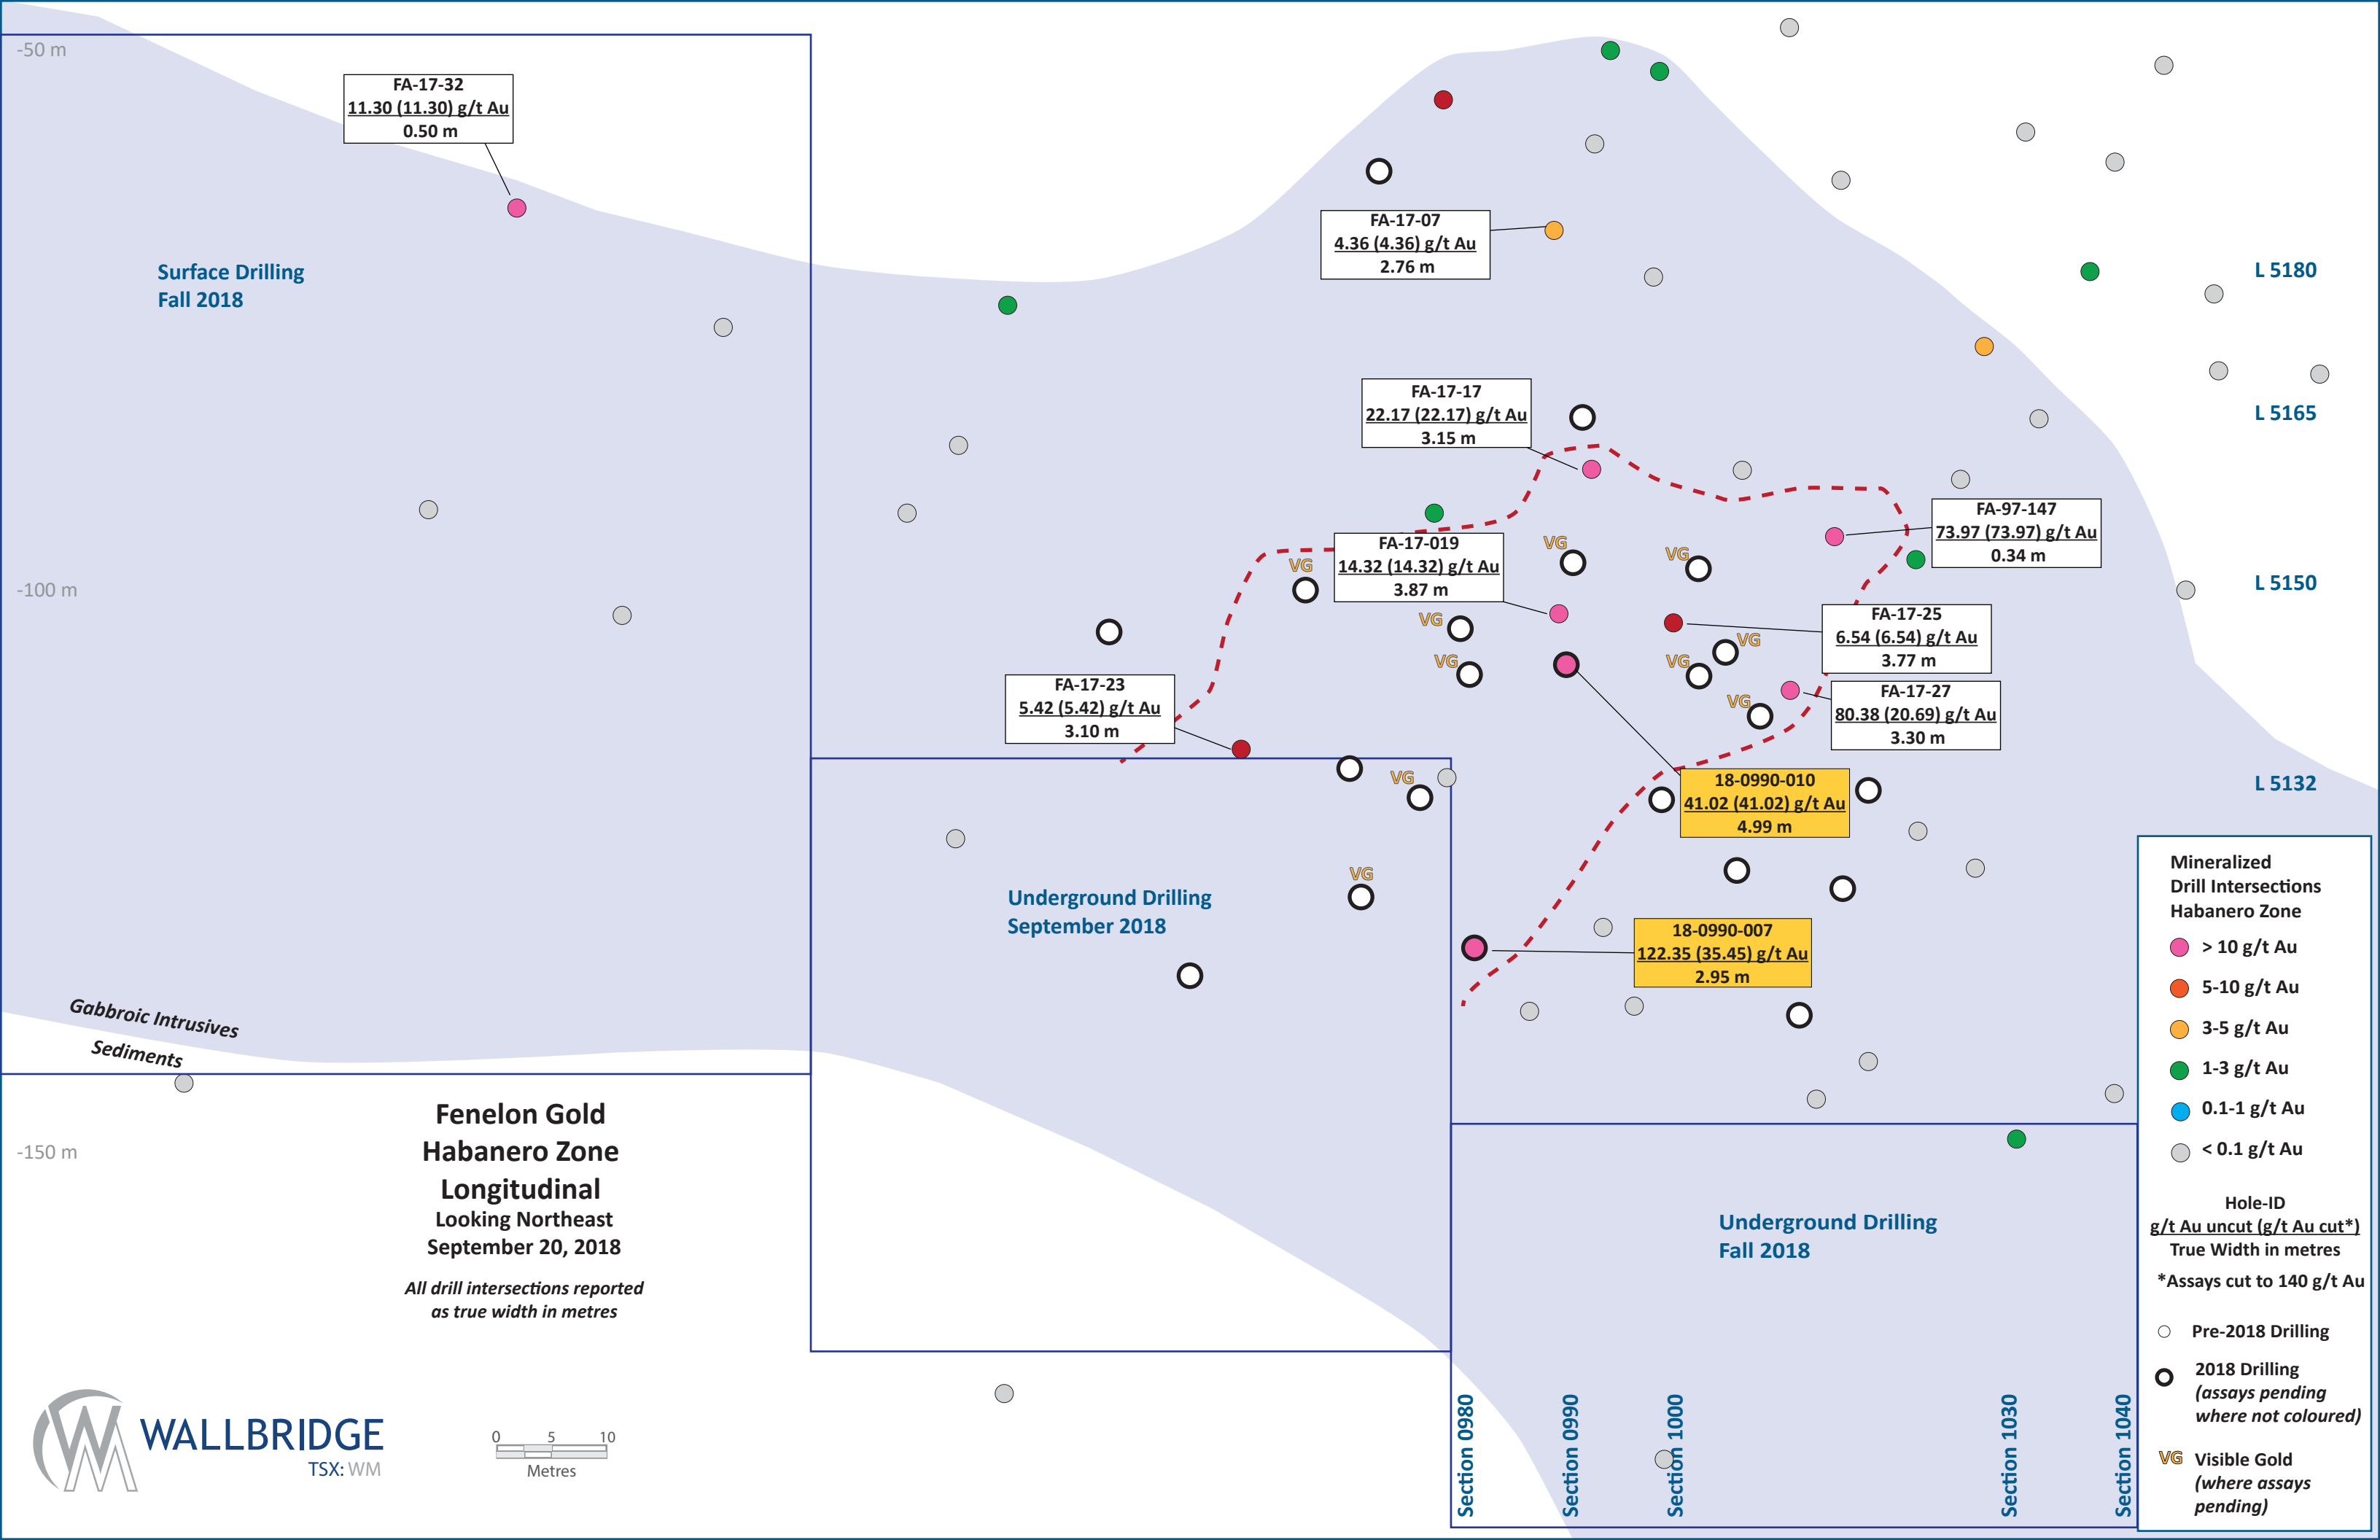 -50 m
FA-17-32
11.30 (11.30) g/t Au
0.50 m
FA-17-07
4.36 (4.36) g/t Au
2.76 m
Surface Drilling
Fall 2018
L 5180
FA-17-17
22.17 (22.17) g/t Au
3.15 m
L 5165
FA-97-147
73.97 (73.97) g/t Au
0.34 m
FA-17-019
14.32 (14.32) g/t Au
3.87 m
VG
VG
VG
-100 m
L 5150
VG
VG
VG
VG
VG
FA-17-25
6.54 (6.54) g/t Au
3.77 m
FA-17-23
5.42 (5.42) g/t Au
3.10 m
FA-17-27
80.38 (20.69) g/t Au
3.30 m
VG
18-0990-010
41.02 (41.02) g/t Au
4.99 m
L 5132
VG
Underground Drilling
September 2018
18-0990-007
122.35 (35.45) g/t Au
2.95 m
Gabbroic Intrusives
Sediments
-150 m
Fenelon Gold
Habanero Zone
Longitudinal
Looking Northeast
September 20, 2018
All drill intersections reported
as true width in metres
Underground Drilling
Fall 2018
WALLBRIDGE
TSX: WM
0 5 10
Metres
Section 0980
Section 0990
Section 1000
Section 1030
Section 1040
Mineralized
Drill Intersections
Habanero Zone
> 10 g/t Au
5-10 g/t Au
3-5 g/t Au
1-3 g/t Au
0.1-1 g/t Au
< 0.1 g/t Au
Hole-ID
g/t Au uncut (g/t Au cut*)
True Width in metres
*Assays cut to 140 g/t Au
Pre-2018 Drilling
2018 Drilling
(assays pending
where not coloured)
VG Visible Gold
(where assays
pending)